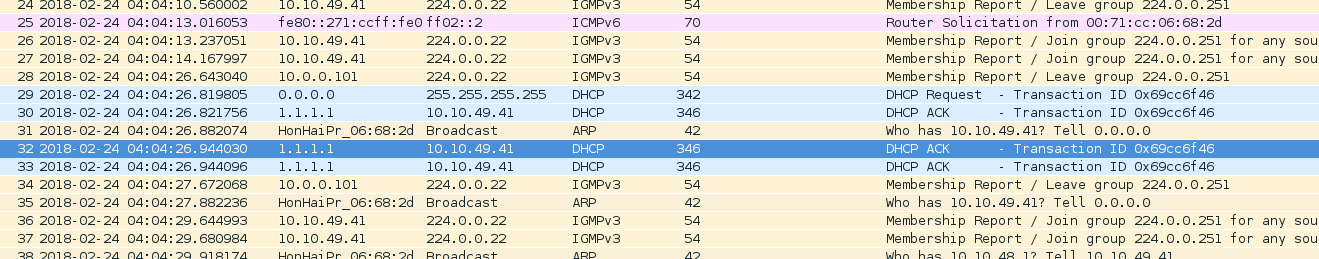 24 2018-02-24 04:04:10.560002 10.10.49.41 224.0.0.22 IGMPv3 54 Membership Report / Leave group 224.0.0.251
25 2018-02-24 04:04:13.016053 fe80::271:ccff:fe0 ff02::2 ICMPv6 70 Router Solicitation from 00:71:cc:06:68:2d
26 2018-02-24 04:04:13.237051 10.10.49.41 224.0.0.22 IGMPv3 54 Membership Report / Join group 224.0.0.251 for any sou
27 2018-02-24 04:04:14.167997 10.10.49.41 224.0.0.22 IGMPv3 54 Membership Report / Join group 224.0.0.251 for any sou
28 2018-02-24 04:04:26.643040 10.0.0.101 224.0.0.22 IGMPv3 54 Membership Report / Leave group 224.0.0.251
29 2018-02-24 04:04:26.819805 0.0.0.0 255.255.255.255 DHCP 342 DHCP Request - Transaction ID 0x69cc6f46
30 2018-02-24 04:04:26.821756 1.1.1.1 10.10.49.41 DHCP 346 DHCP ACK - Transaction ID 0x69cc6f46
31 2018-02-24 04:04:26.882074 HonHaiPr_06:68:2d Broadcast ARP 42 Who has 10.10.49.41? Tell 0.0.0.0
32 2018-02-24 04:04:26.944030 1.1.1.1 10.10.49.41 DHCP 346 DHCP ACK - Transaction ID 0x69cc6f46
33 2018-02-24 04:04:26.944096 1.1.1.1 10.10.49.41 DHCP 346 DHCP ACK - Transaction ID 0x69cc6f46
34 2018-02-24 04:04:27.672068 10.0.0.101 224.0.0.22 IGMPv3 54 Membership Report / Leave group 224.0.0.251
35 2018-02-24 04:04:27.882236 HonHaiPr_06:68:2d Broadcast ARP 42 Who has 10.10.49.41? Tell 0.0.0.0
36 2018-02-24 04:04:29.644993 10.10.49.41 224.0.0.22 IGMPv3 54 Membership Report / Join group 224.0.0.251 for any sou
37 2018-02-24 04:04:29.680984 10.10.49.41 224.0.0.22 IGMPv3 54 Membership Report / Join group 224.0.0.251 for any sou
38 2018-02-24 04:04:29.918174 HonHaiPr_06:68:2d Broadcast ARP 42 Who has 10.10.48.1? Tell 10.10.49.41